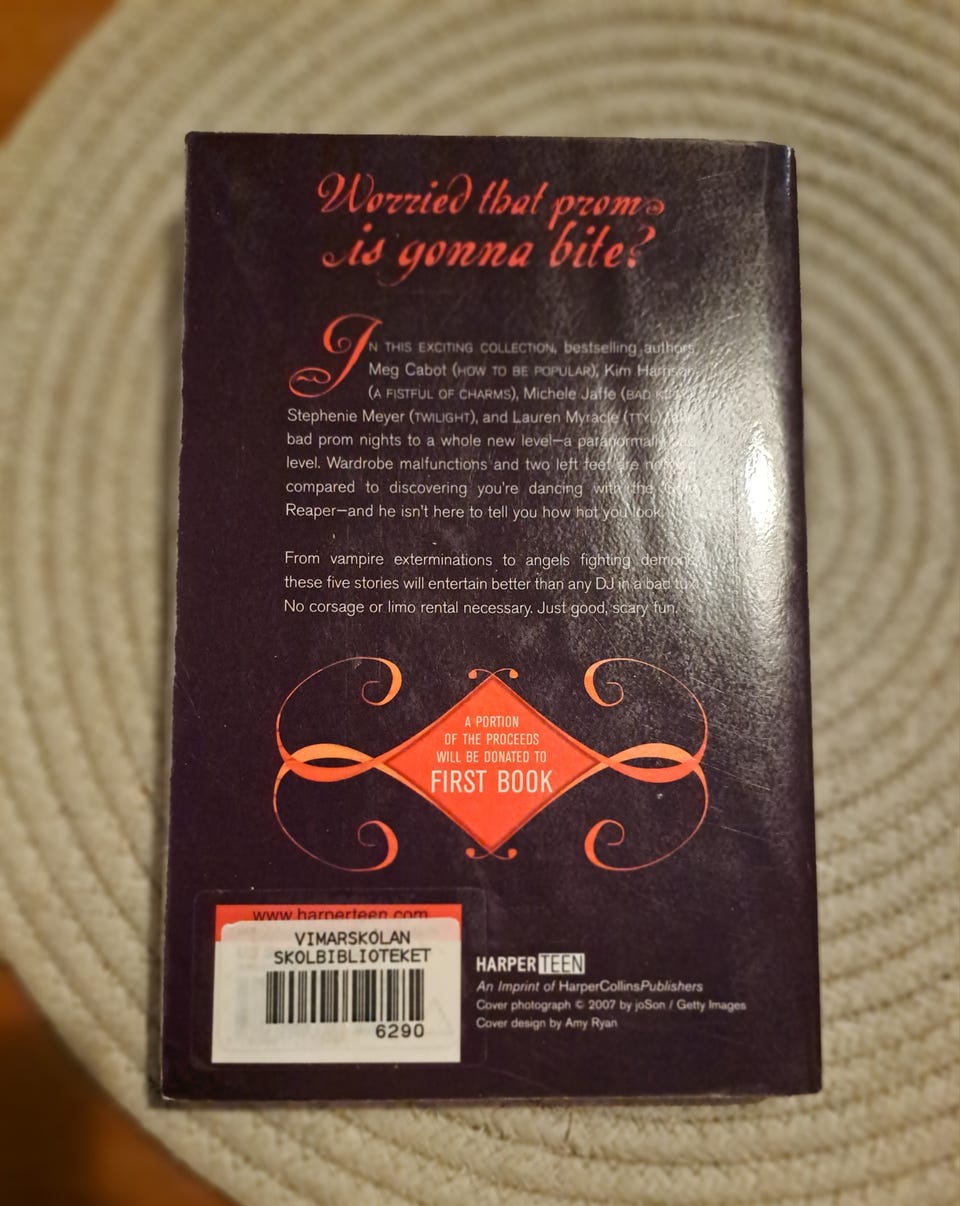 Worried that prom
is gonna bite?
IN THIS EXCITING COLLECTION, bestselling authors
Meg Cabot (HOW TO BE POPULAR), Kim Harrison
(A FISTFUL OF CHARMS), Michele Jaffe (BAD
Stephenie Meyer (TWILIGHT), and Lauren Myracle (TTYL)
bad prom nights to a whole new level—a paranormally bad
level. Wardrobe malfunctions and two left feet are
compared to discovering you're dancing with the
Reaper—and he isn't here to tell you how hot you look.
From vampire exterminations to angels fighting demons,
these five stories will entertain better than any DJ in a bad tux.
No corsage or limo rental necessary. Just good, scary fun.
A PORTION
OF THE PROCEEDS
WILL BE DONATED TO
FIRST BOOK
www.harperteen.com
VIMARSKOLAN
SKOLBIBLIOTEKET
6290
HARPERTEEN
An Imprint of HarperCollinsPublishers
Cover photograph © 2007 by joSon / Getty Images
Cover design by Amy Ryan